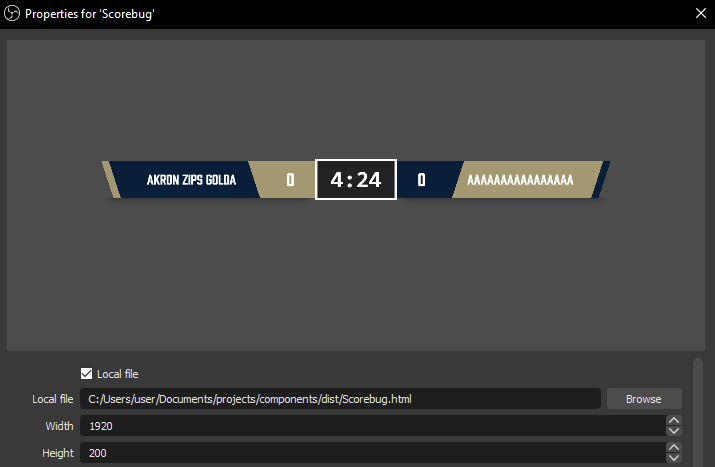 Properties for 'Scorebug'
AKRON ZIPS GOLDA 0 4:24 0 AAAAAAAAAAAAAAAA
Local file
Local file C:/Users/user/Documents/projects/components/dist/Scorebug.html Browse
Width 1920
Height 200